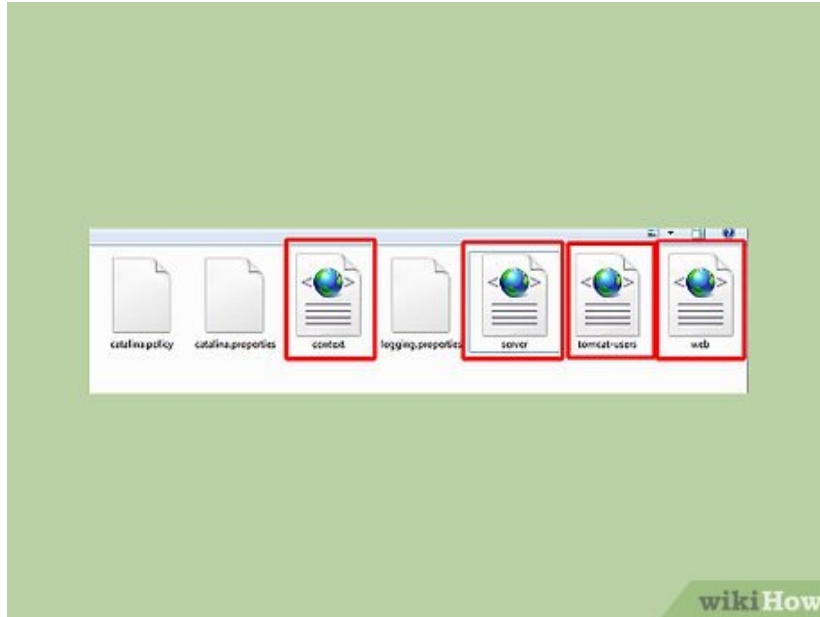 catalina.policy
catalina.properties
context
logging.properties
server
tomcat-users
web
wikiHow